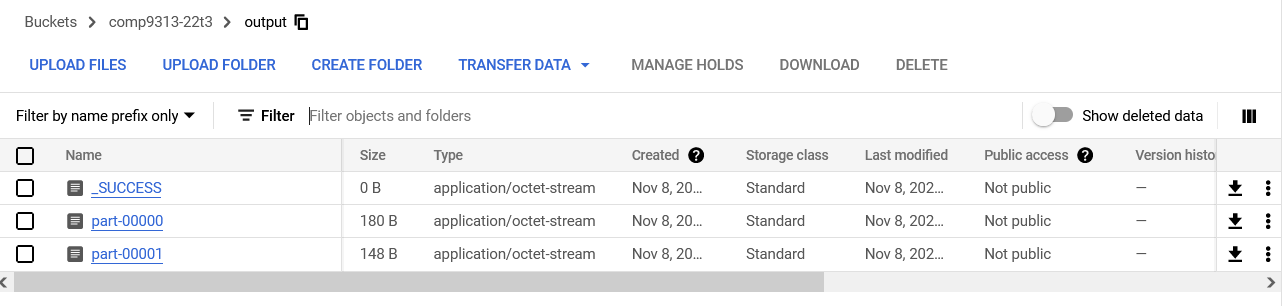 Buckets > comp9313-22t3 > output
UPLOAD FILES UPLOAD FOLDER CREATE FOLDER TRANSFER DATA MANAGE HOLDS DOWNLOAD DELETE
Filter by name prefix only Filter Filter objects and folders Show deleted data
Name Size Type Created Storage class Last modified Public access Version histo
_SUCCESS 0 B application/octet-stream Nov 8, 20... Standard Nov 8, 202... Not public —
part-00000 180 B application/octet-stream Nov 8, 20... Standard Nov 8, 202... Not public —
part-00001 148 B application/octet-stream Nov 8, 20... Standard Nov 8, 202... Not public —